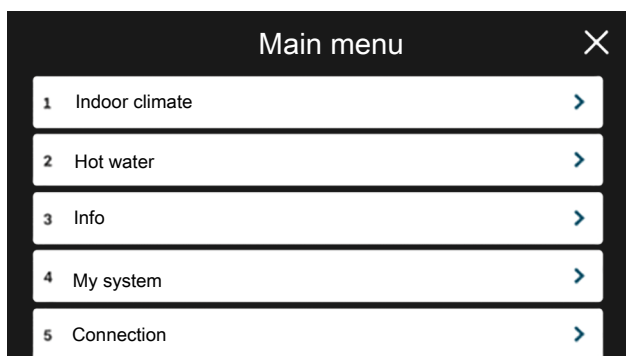 Main menu
1 Indoor climate
2 Hot water
3 Info
4 My system
5 Connection